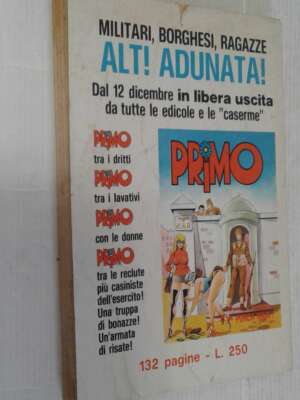 MILITARI, BORGHESI, RAGAZZE
ALT! ADUNATA!
Dal 12 dicembre in libera uscita
da tutte le edicole e le "caserme"
PRiMO
tra i dritti
PRiMO
tra i lavativi
PRiMO
con le donne
PRiMO
tra le reclute
più casiniste
dell'esercito!
Una truppa
di bonazze!
Un'armata
di risate!
PRiMO
132 pagine - L. 250